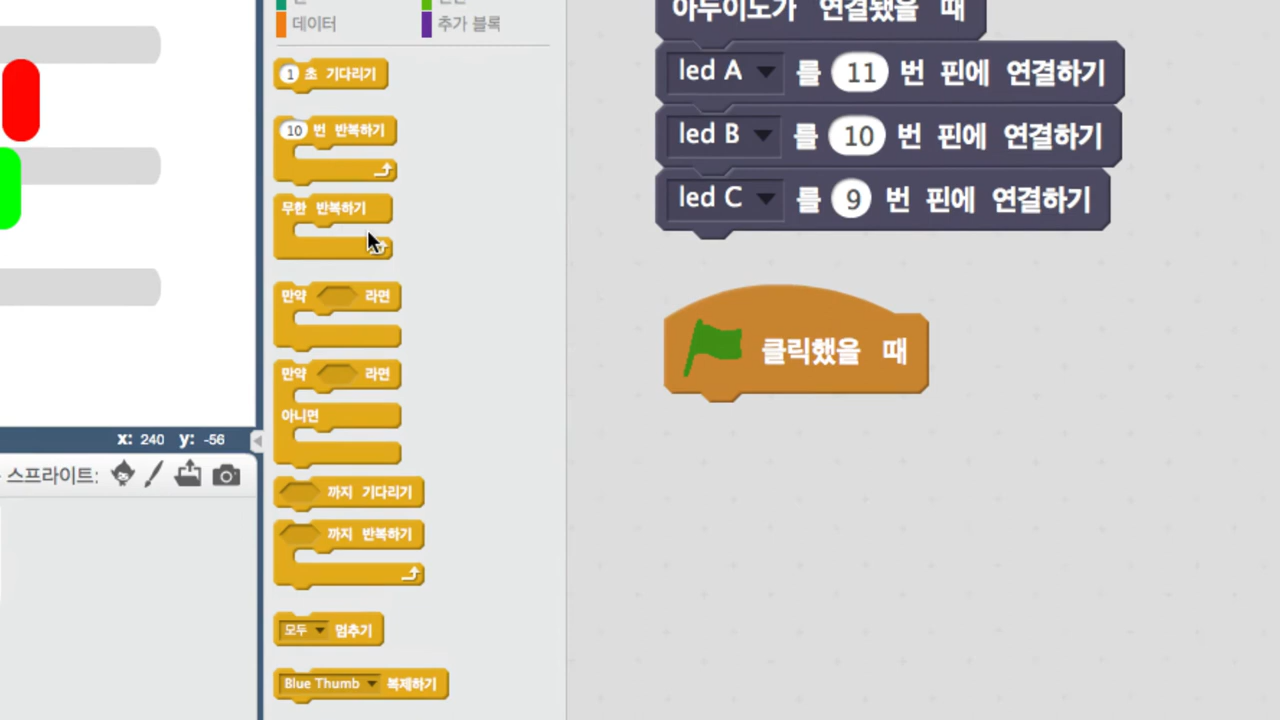 데이터
추가 블록
1 초 기다리기
10 번 반복하기
무한 반복하기
만약 라면
만약 라면
아니면
까지 기다리기
까지 반복하기
모두 멈추기
Blue Thumb 복제하기
x: 240 y: -56
스프라이트:
아두이노가 연결됐을 때
led A 를 11 번 핀에 연결하기
led B 를 10 번 핀에 연결하기
led C 를 9 번 핀에 연결하기
클릭했을 때